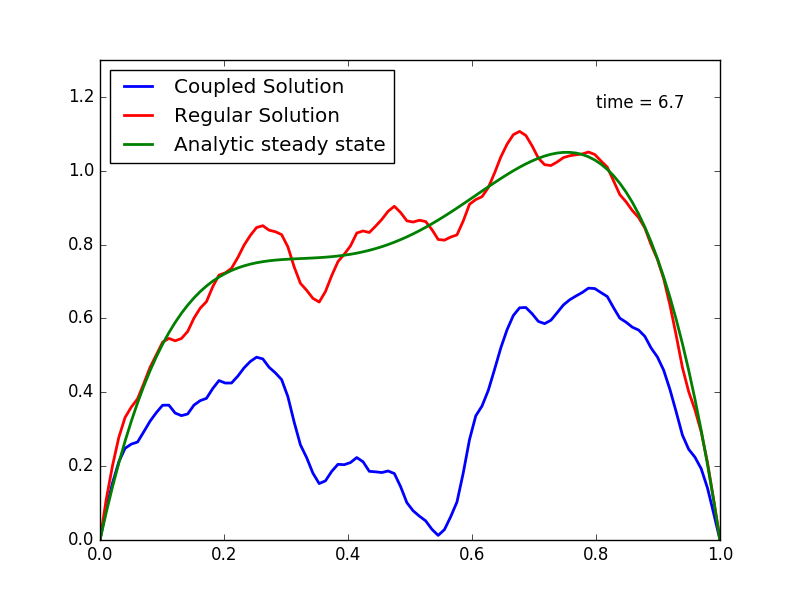 Coupled Solution
Regular Solution
Analytic steady state
time = 6.7
1.2
1.0
0.8
0.6
0.4
0.2
0.0
0.0 0.2 0.4 0.6 0.8 1.0